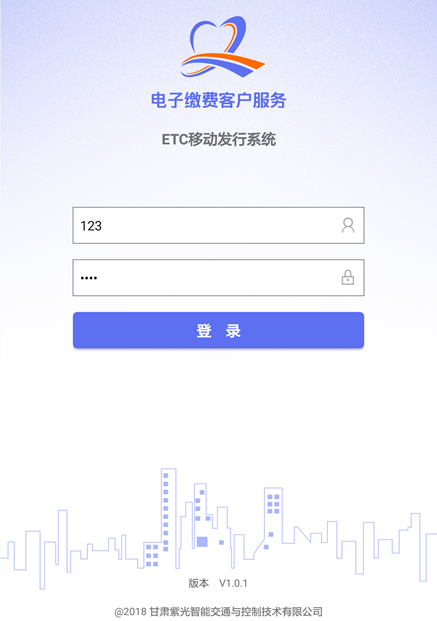 电子缴费客户服务
ETC移动发行系统
123
••••
登 录
版本 V1.0.1
@2018 甘肃紫光智能交通与控制技术有限公司